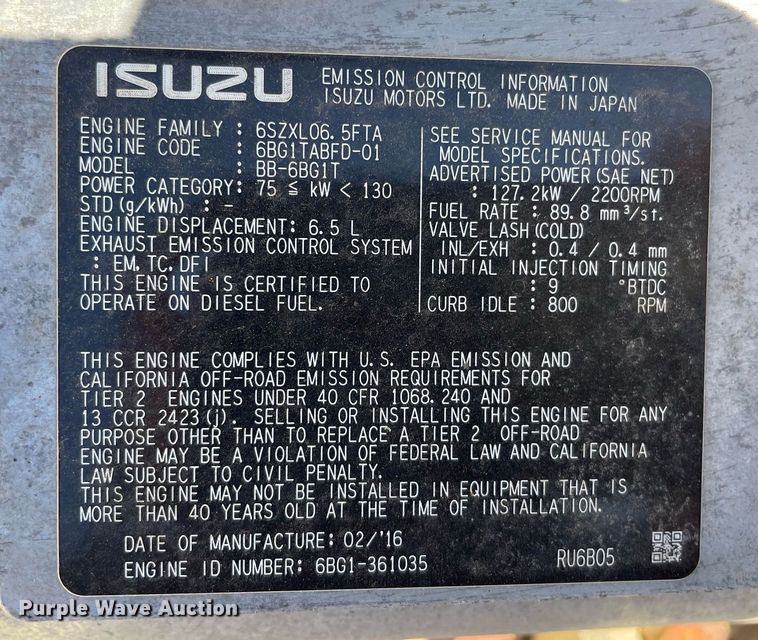 ISUZU EMISSION CONTROL INFORMATION
ISUZU MOTORS LTD. MADE IN JAPAN
ENGINE FAMILY : 6SZXL06.5FTA
ENGINE CODE : 6BG1TABFD-01
MODEL : BB-6BG1T
POWER CATEGORY: 75 ≦ kW < 130
STD(g/kWh) : -
ENGINE DISPLACEMENT: 6.5 L
EXHAUST EMISSION CONTROL SYSTEM
: EM, TC, DFI
THIS ENGINE IS CERTIFIED TO
OPERATE ON DIESEL FUEL.
SEE SERVICE MANUAL FOR
MODEL SPECIFICATIONS.
ADVERTISED POWER(SAE NET)
: 127.2kW / 2200RPM
FUEL RATE : 89.8 mm³/st.
VALVE LASH(COLD)
INL/EXH : 0.4 / 0.4 mm
INITIAL INJECTION TIMING
: 9 °BTDC
CURB IDLE : 800 RPM
THIS ENGINE COMPLIES WITH U.S. EPA EMISSION AND
CALIFORNIA OFF-ROAD EMISSION REQUIREMENTS FOR
TIER 2 ENGINES UNDER 40 CFR 1068.240 AND
13 CCR 2423(j). SELLING OR INSTALLING THIS ENGINE FOR ANY
PURPOSE OTHER THAN TO REPLACE A TIER 2 OFF-ROAD
ENGINE MAY BE A VIOLATION OF FEDERAL LAW AND CALIFORNIA
LAW SUBJECT TO CIVIL PENALTY.
THIS ENGINE MAY NOT BE INSTALLED IN EQUIPMENT THAT IS
MORE THAN 40 YEARS OLD AT THE TIME OF INSTALLATION.
DATE OF MANUFACTURE: 02/'16
ENGINE ID NUMBER: 6BG1-361035
RU6B05
Purple Wave Auction